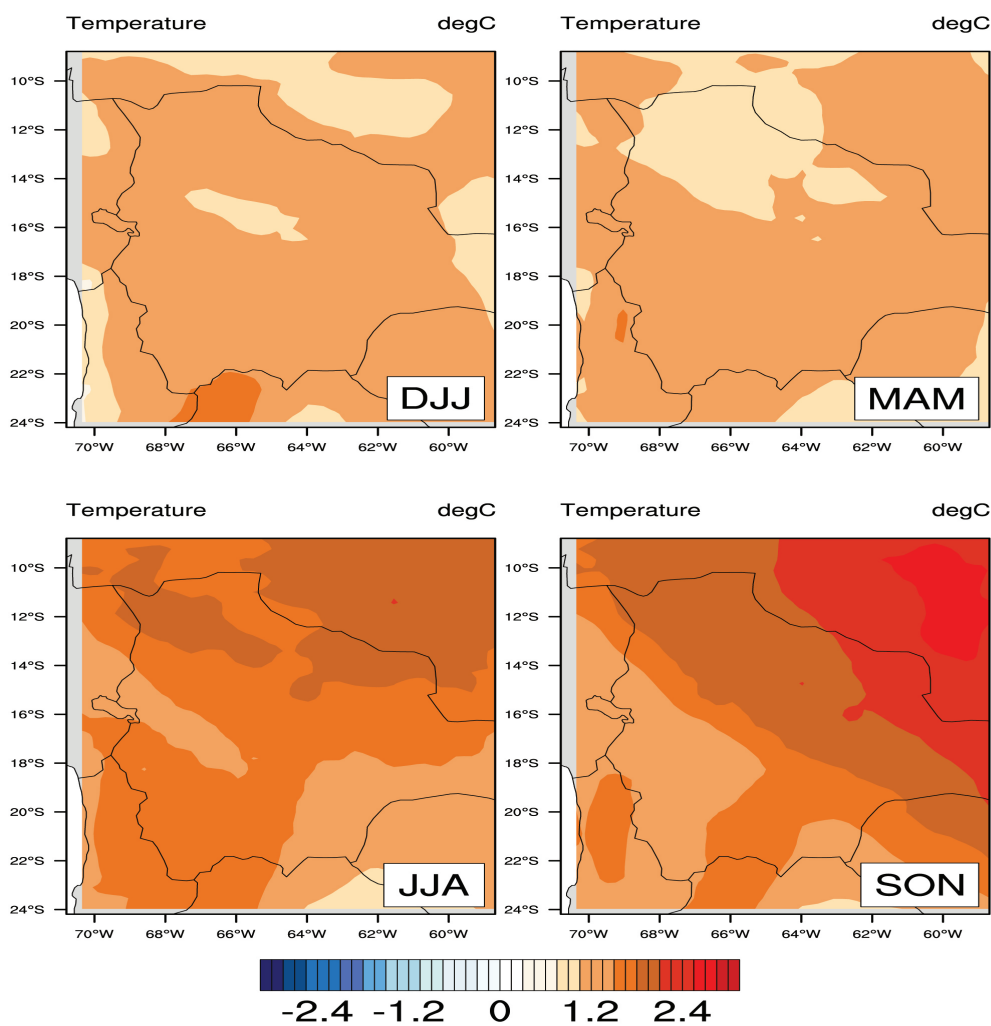 Temperature degC Temperature degC
10°S 10°S
12°S 12°S
14°S 14°S
16°S 16°S
18°S 18°S
20°S 20°S
22°S 22°S
24°S 24°S
DJJ MAM
70°W 68°W 66°W 64°W 62°W 60°W 70°W 68°W 66°W 64°W 62°W 60°W
Temperature degC Temperature degC
10°S 10°S
12°S 12°S
14°S 14°S
16°S 16°S
18°S 18°S
20°S 20°S
22°S 22°S
24°S 24°S
JJA SON
70°W 68°W 66°W 64°W 62°W 60°W 70°W 68°W 66°W 64°W 62°W 60°W
-2.4 -1.2 0 1.2 2.4